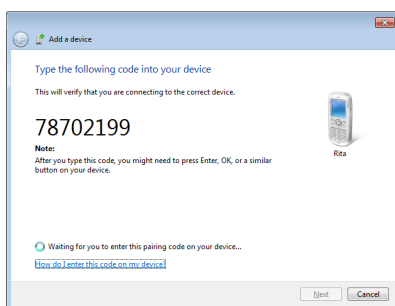 Add a device
Type the following code into your device
This will verify that you are connecting to the correct device.
78702199
Note:
After you type this code, you might need to press Enter, OK, or a similar
button on your device.
Rita
Waiting for you to enter this pairing code on your device...
How do I enter this code on my device?
Next
Cancel